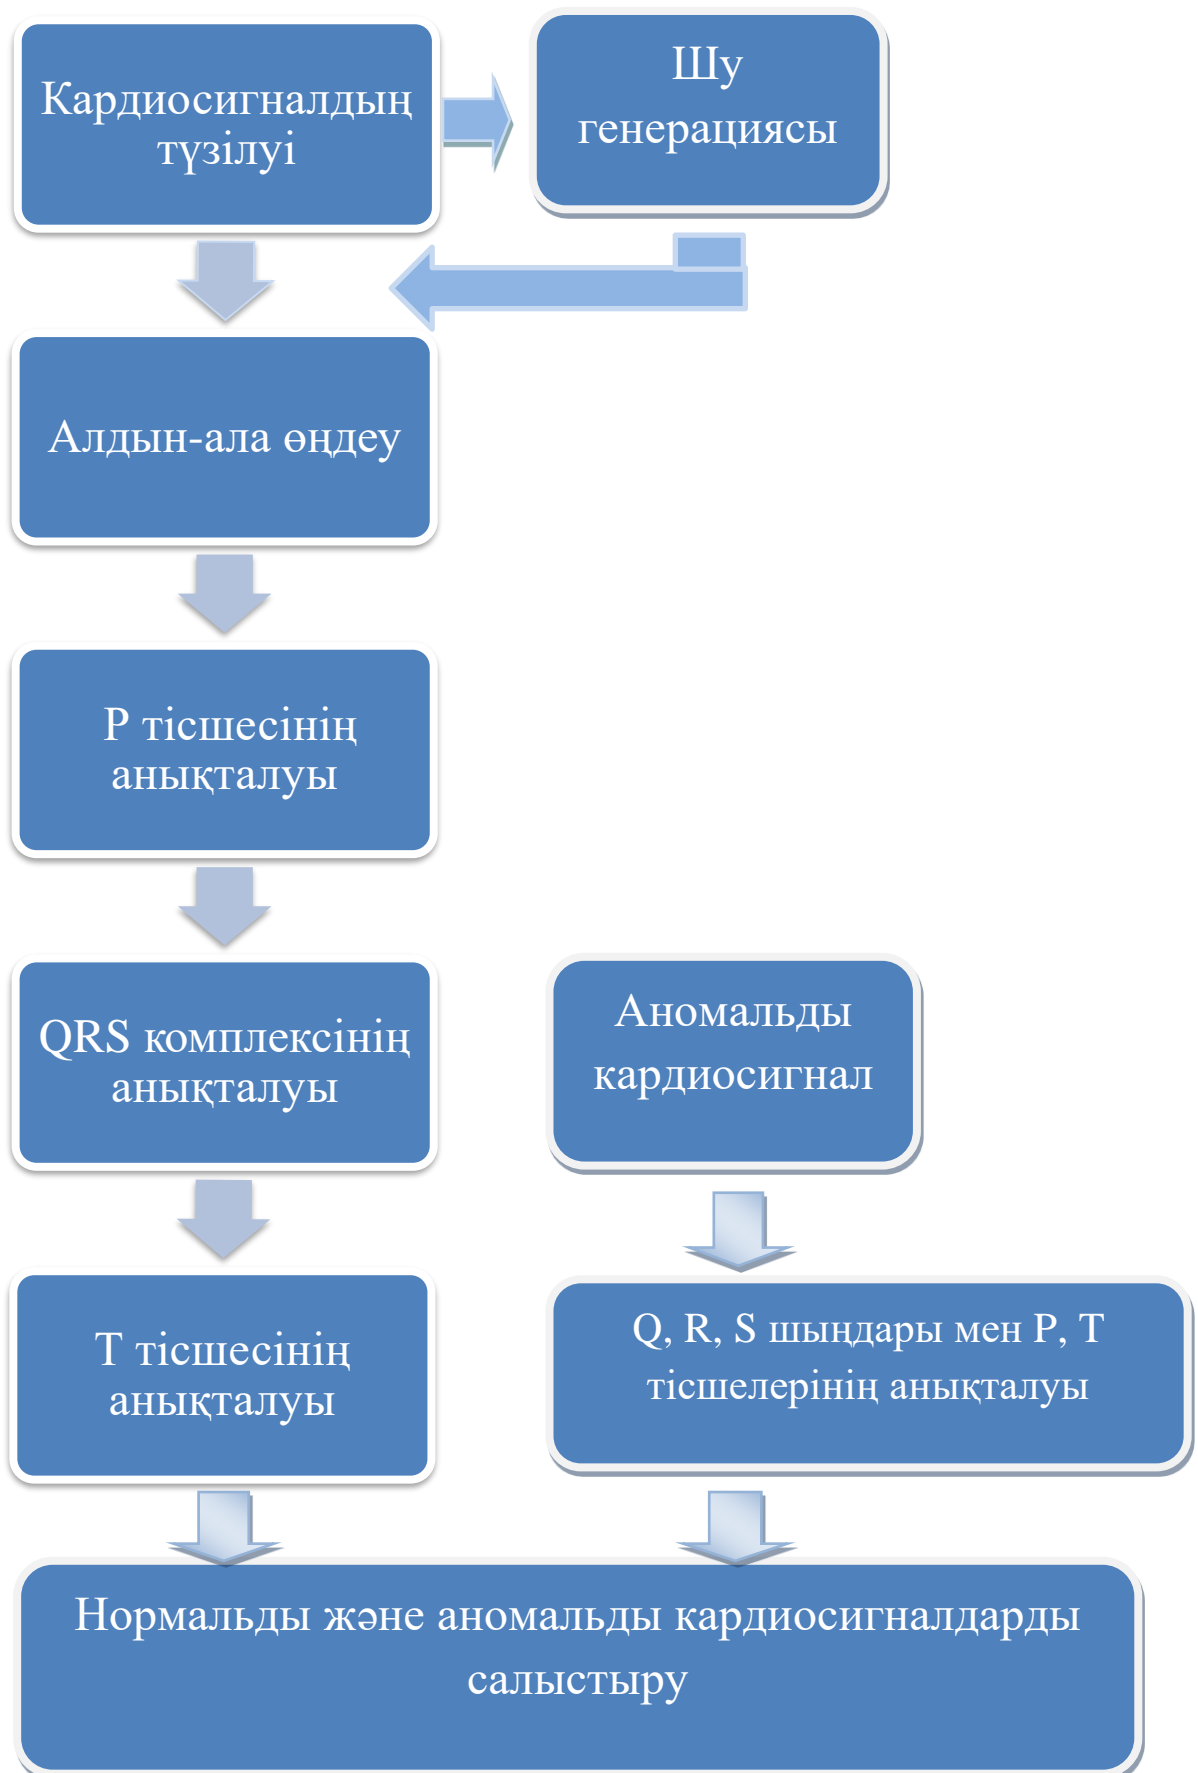 Кардиосигналдың
түзілуі
Шу
генерациясы
Алдын-ала өңдеу
Р тісшесінің
анықталуы
QRS комплексінің
анықталуы
Аномальды
кардиосигнал
Т тісшесінің
анықталуы
Q, R, S шыңдары мен P, T
тісшелерінің анықталуы
Нормальды және аномальды кардиосигналдарды
салыстыру